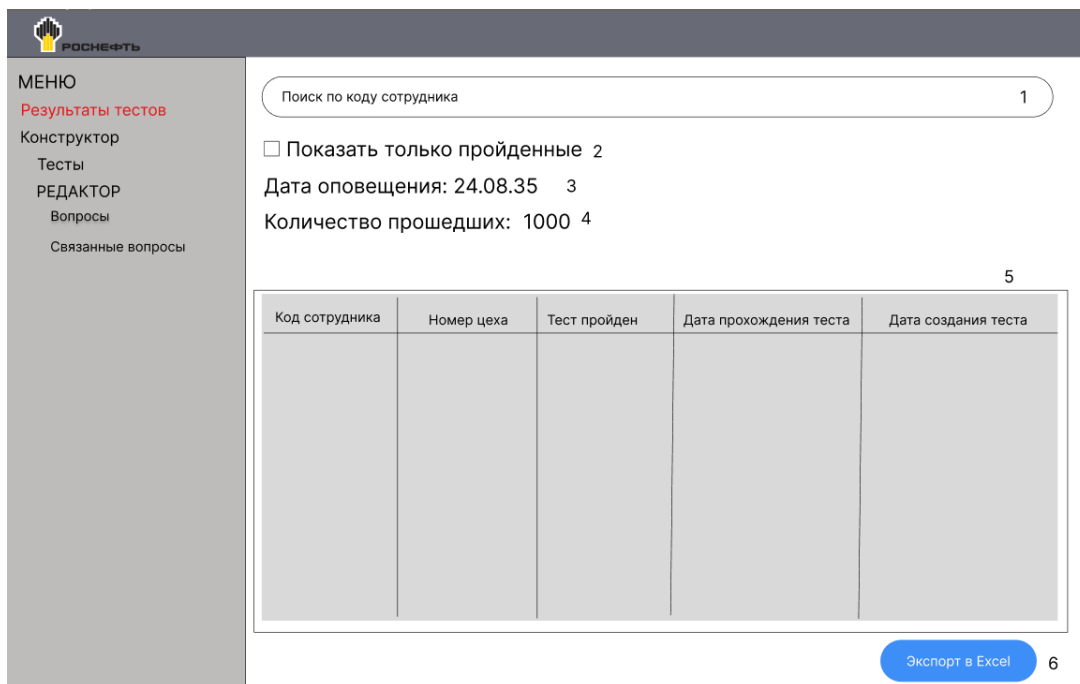 РОСНЕФТЬ
МЕНЮ
Результаты тестов
Конструктор
Тесты
РЕДАКТОР
Вопросы
Связанные вопросы
Поиск по коду сотрудника 1
Показать только пройденные 2
Дата оповещения: 24.08.35 3
Количество прошедших: 1000 4
5
Код сотрудника Номер цеха Тест пройден Дата прохождения теста Дата создания теста
Экспорт в Excel 6